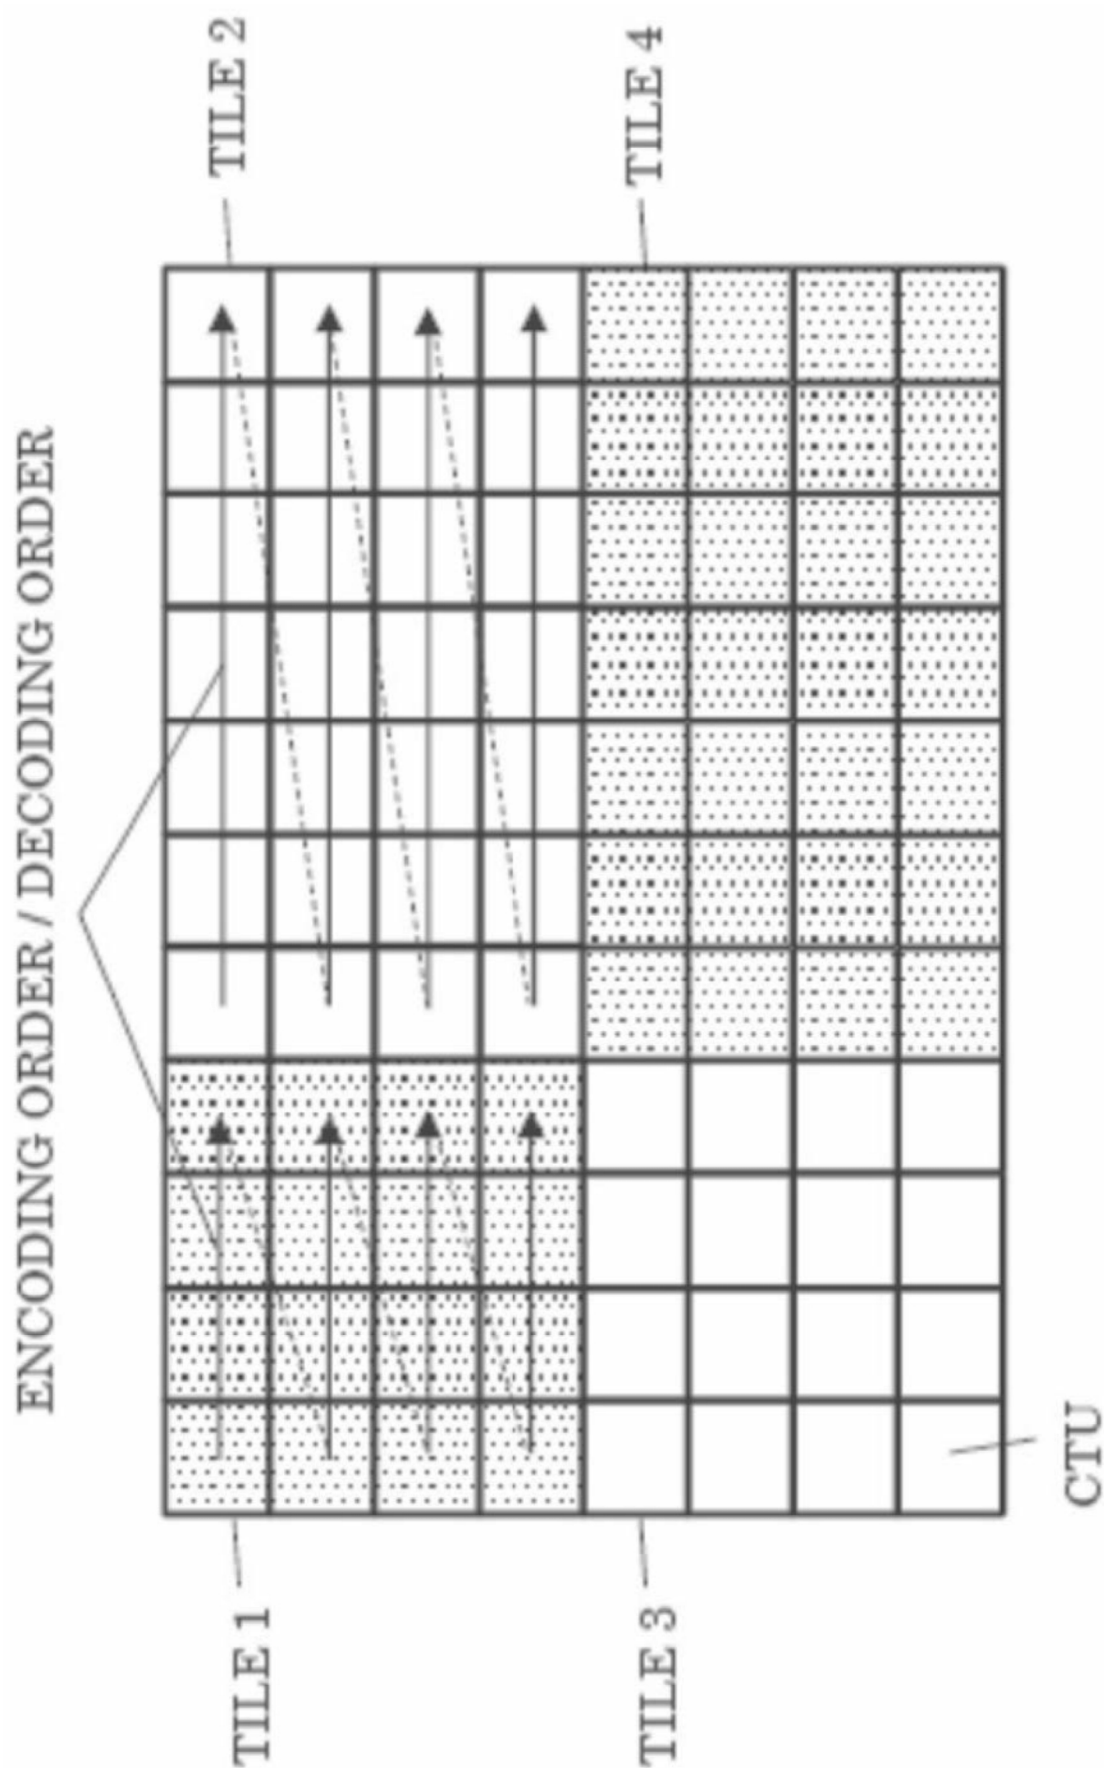 ENCODING ORDER / DECODING ORDER
TILE 1
TILE 2
TILE 3
TILE 4
CTU